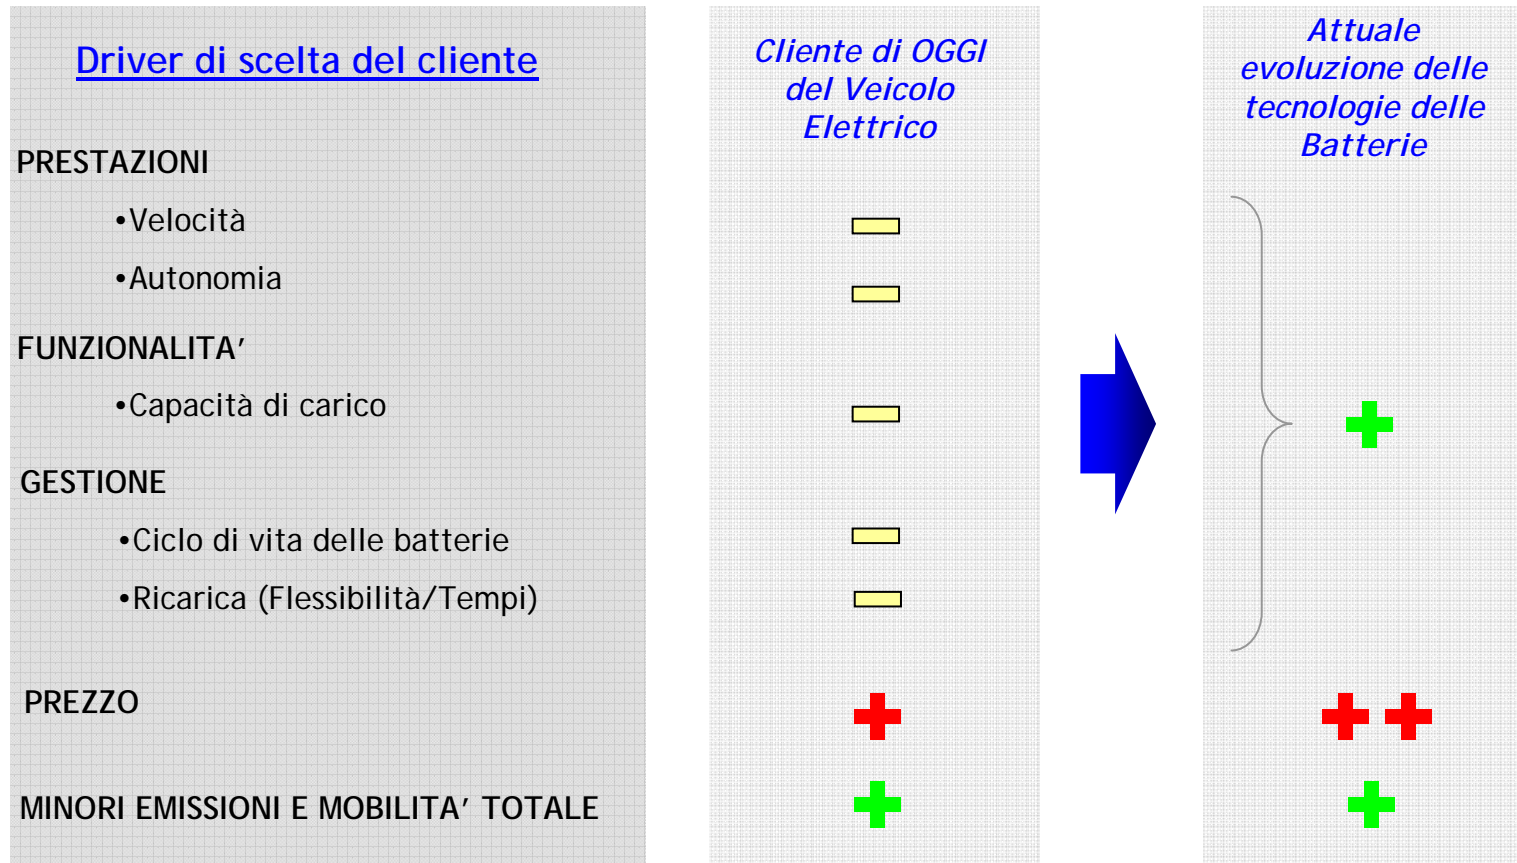 Driver di scelta del cliente
Cliente di OGGI
del Veicolo
Elettrico
Attuale
evoluzione delle
tecnologie delle
Batterie
PRESTAZIONI
•Velocità
•Autonomia
FUNZIONALITA’
•Capacità di carico
GESTIONE
•Ciclo di vita delle batterie
•Ricarica (Flessibilità/Tempi)
PREZZO
MINORI EMISSIONI E MOBILITA’ TOTALE